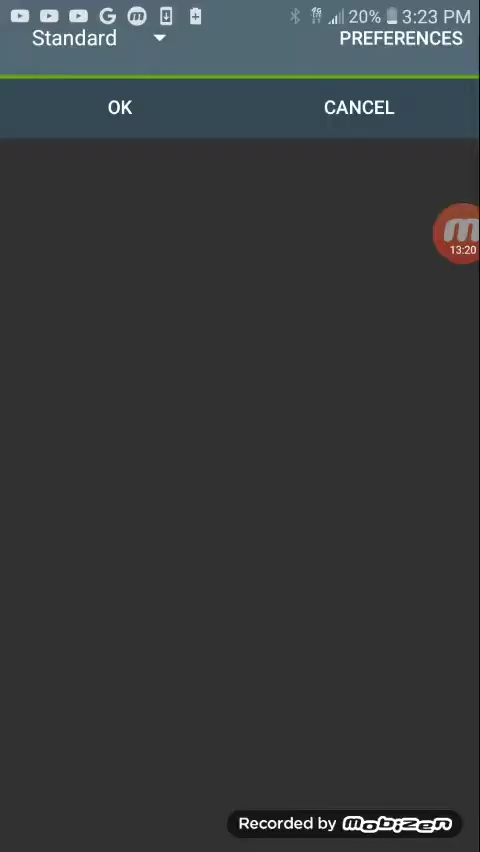 20% 3:23 PM
Standard PREFERENCES
OK CANCEL
13:20
Recorded by mobizen